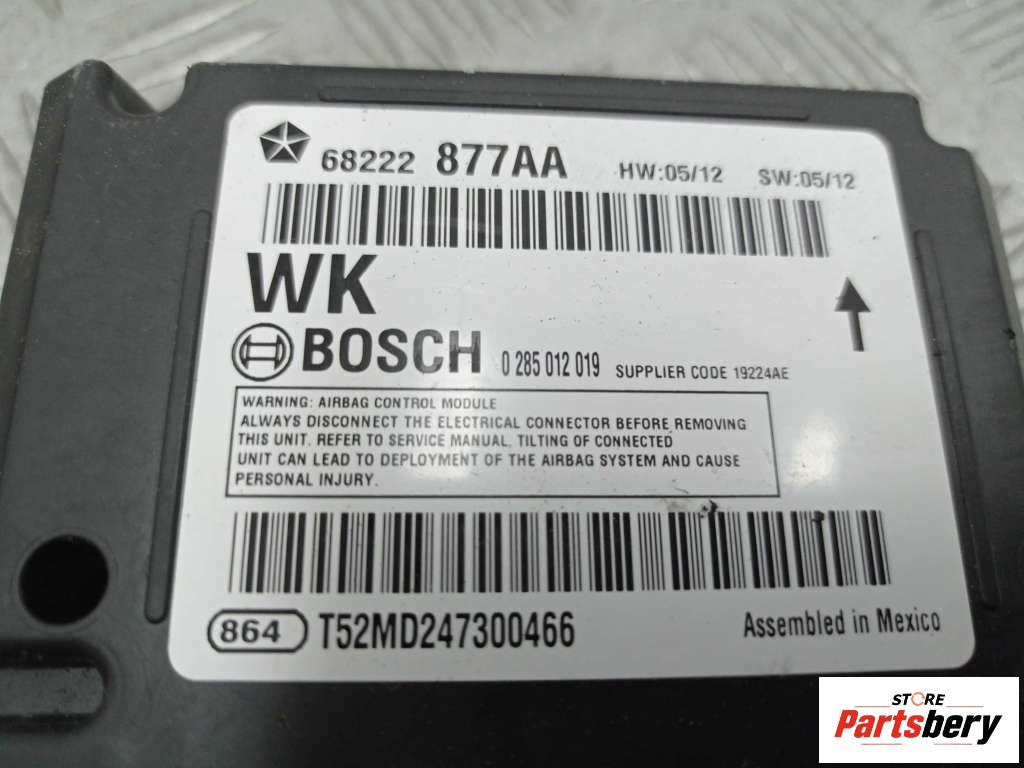 68222 877AA HW:05/12 SW:05/12
WK
BOSCH 0 285 012 019 SUPPLIER CODE 19224AE
WARNING: AIRBAG CONTROL MODULE
ALWAYS DISCONNECT THE ELECTRICAL CONNECTOR BEFORE REMOVING
THIS UNIT. REFER TO SERVICE MANUAL, TILTING OF CONNECTED
UNIT CAN LEAD TO DEPLOYMENT OF THE AIRBAG SYSTEM AND CAUSE
PERSONAL INJURY.
864 T52MD247300466 Assembled in Mexico
STORE
Partsbery